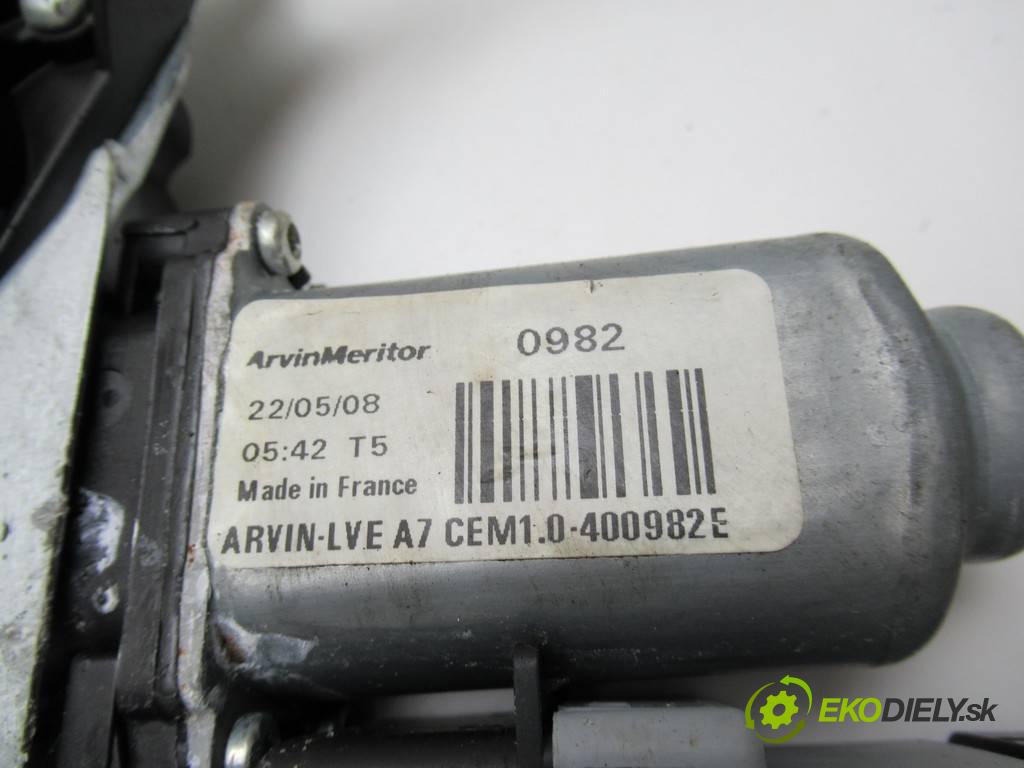 ArvinMeritor 0982
22/05/08
05:42 T5
Made in France
ARVIN-LVE A7 CEM1.0-400982E
EKODIELY.sk